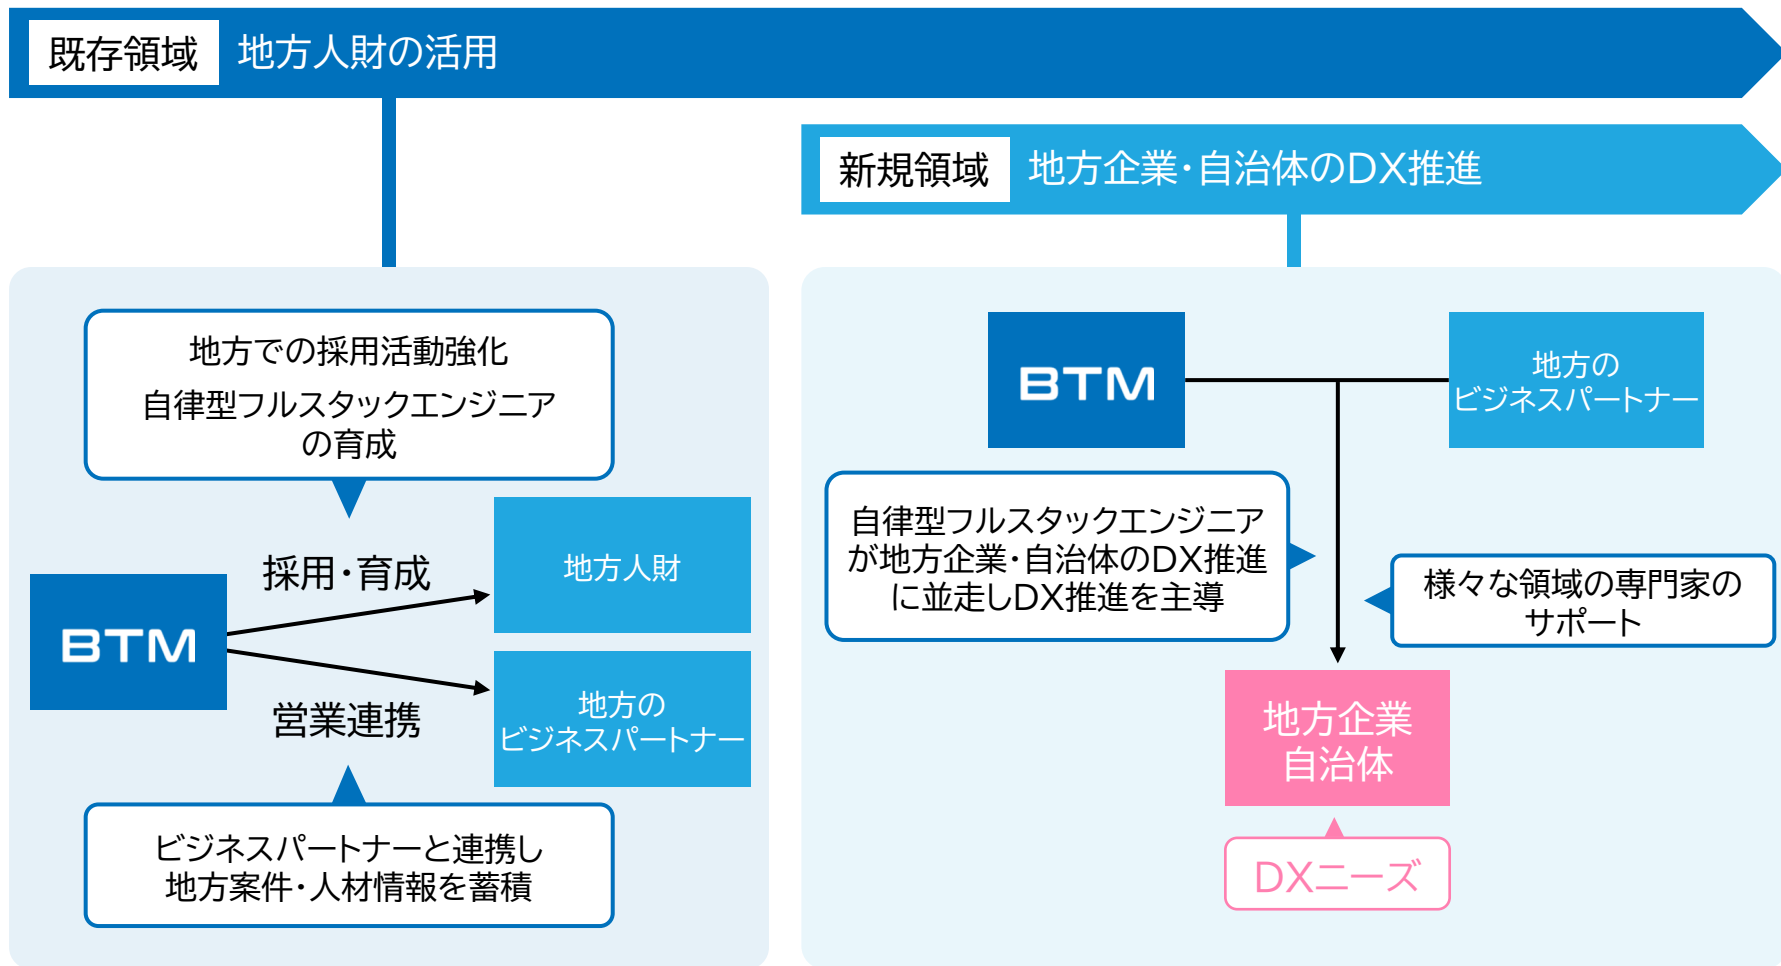 既存領域 地方人財の活用
新規領域 地方企業・自治体のDX推進
地方での採用活動強化
自律型フルスタックエンジニア
の育成
採用・育成
地方人財
BTM
営業連携
地方の
ビジネスパートナー
ビジネスパートナーと連携し
地方案件・人材情報を蓄積
BTM
地方の
ビジネスパートナー
自律型フルスタックエンジニア
が地方企業・自治体のDX推進
に並走しDX推進を主導
様々な領域の専門家の
サポート
地方企業
自治体
DXニーズ